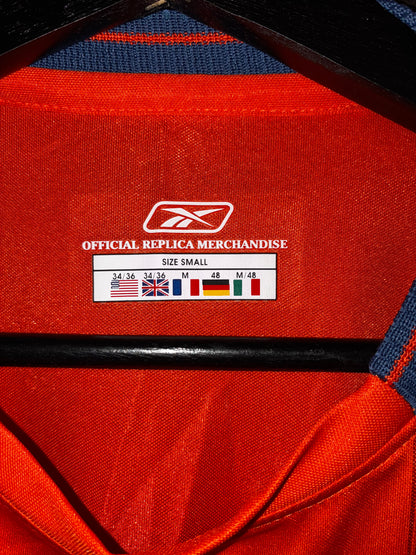 OFFICIAL REPLICA MERCHANDISE
SIZE SMALL
34/36 34/36 M 48 M/48